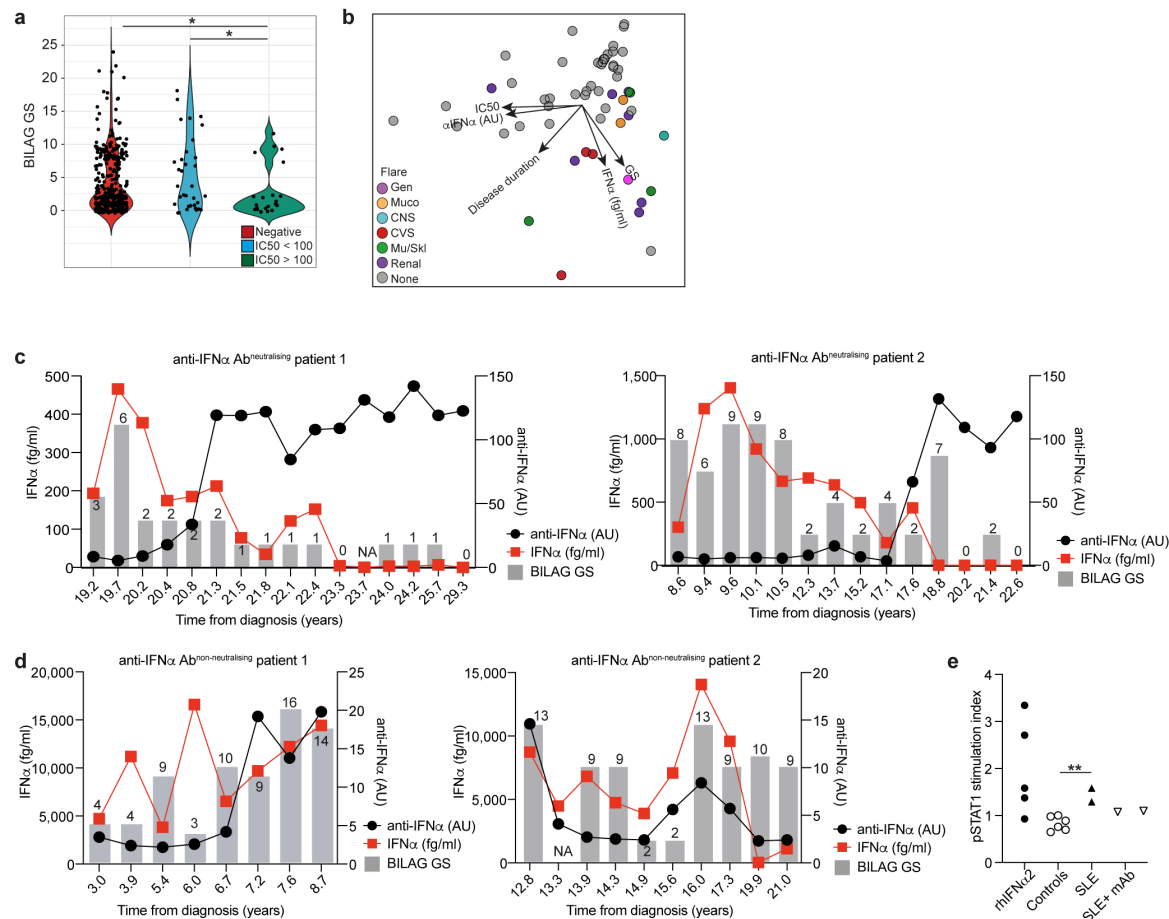 a
BILAG GS
25
20
15
10
5
0
*
*
Negative
IC50 < 100
IC50 > 100
b
IC50
αIFNα (AU)
Disease duration
IFNα (fg/ml)
GS
Flare
Gen
Muco
CNS
CVS
Mu/Skl
Renal
None
c
anti-IFNα Ab^neutralising patient 1
IFNα (fg/ml)
500
400
300
200
100
0
3 6 2 2 2 2 1 1 1 1 0 NA 1 1 1 0
150
100
50
0
anti-IFNα (AU)
19.2 19.7 20.2 20.4 20.8 21.3 21.5 21.8 22.1 22.4 23.3 23.7 24.0 24.2 25.7 29.3
Time from diagnosis (years)
anti-IFNα (AU)
IFNα (fg/ml)
BILAG GS
anti-IFNα Ab^neutralising patient 2
IFNα (fg/ml)
1,500
1,000
500
0
8 6 9 9 8 2 4 2 4 2 7 0 2 0
150
100
50
0
anti-IFNα (AU)
8.6 9.4 9.6 10.1 10.5 12.3 13.7 15.2 17.1 17.6 18.8 20.2 21.4 22.6
Time from diagnosis (years)
anti-IFNα (AU)
IFNα (fg/ml)
BILAG GS
d
anti-IFNα Ab^non-neutralising patient 1
IFNα (fg/ml)
20,000
15,000
10,000
5,000
0
4 4 9 3 10 9 16 14
25
20
15
10
5
0
anti-IFNα (AU)
3.0 3.9 5.4 6.0 6.7 7.2 7.6 8.7
Time from diagnosis (years)
anti-IFNα (AU)
IFNα (fg/ml)
BILAG GS
anti-IFNα Ab^non-neutralising patient 2
IFNα (fg/ml)
15,000
10,000
5,000
0
13 NA 9 9 2 2 13 9 10 9
20
15
10
5
0
anti-IFNα (AU)
12.8 13.3 13.9 14.3 14.9 15.6 16.0 17.3 19.9 21.0
Time from diagnosis (years)
anti-IFNα (AU)
IFNα (fg/ml)
BILAG GS
e
pSTAT1 stimulation index
4
3
2
1
0
**
rhIFNα2
Controls
SLE
SLE+ mAb